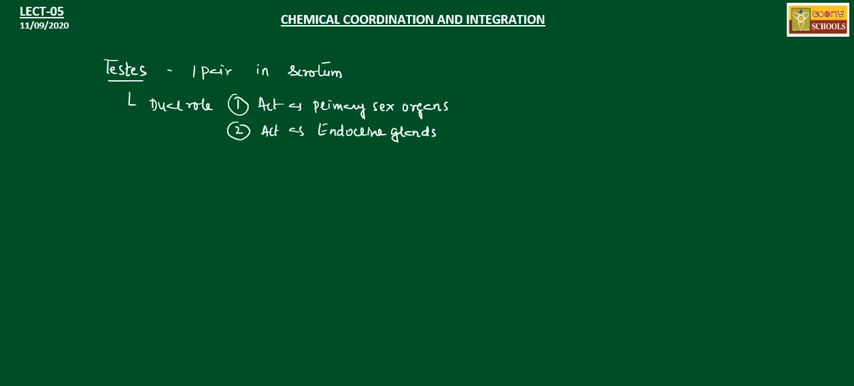 LECT-05
11/09/2020
CHEMICAL COORDINATION AND INTEGRATION
SCHOOLS
Testes - 1 pair in scrotum
Dual role ① Act as primary sex organs
② Act as Endocrine glands